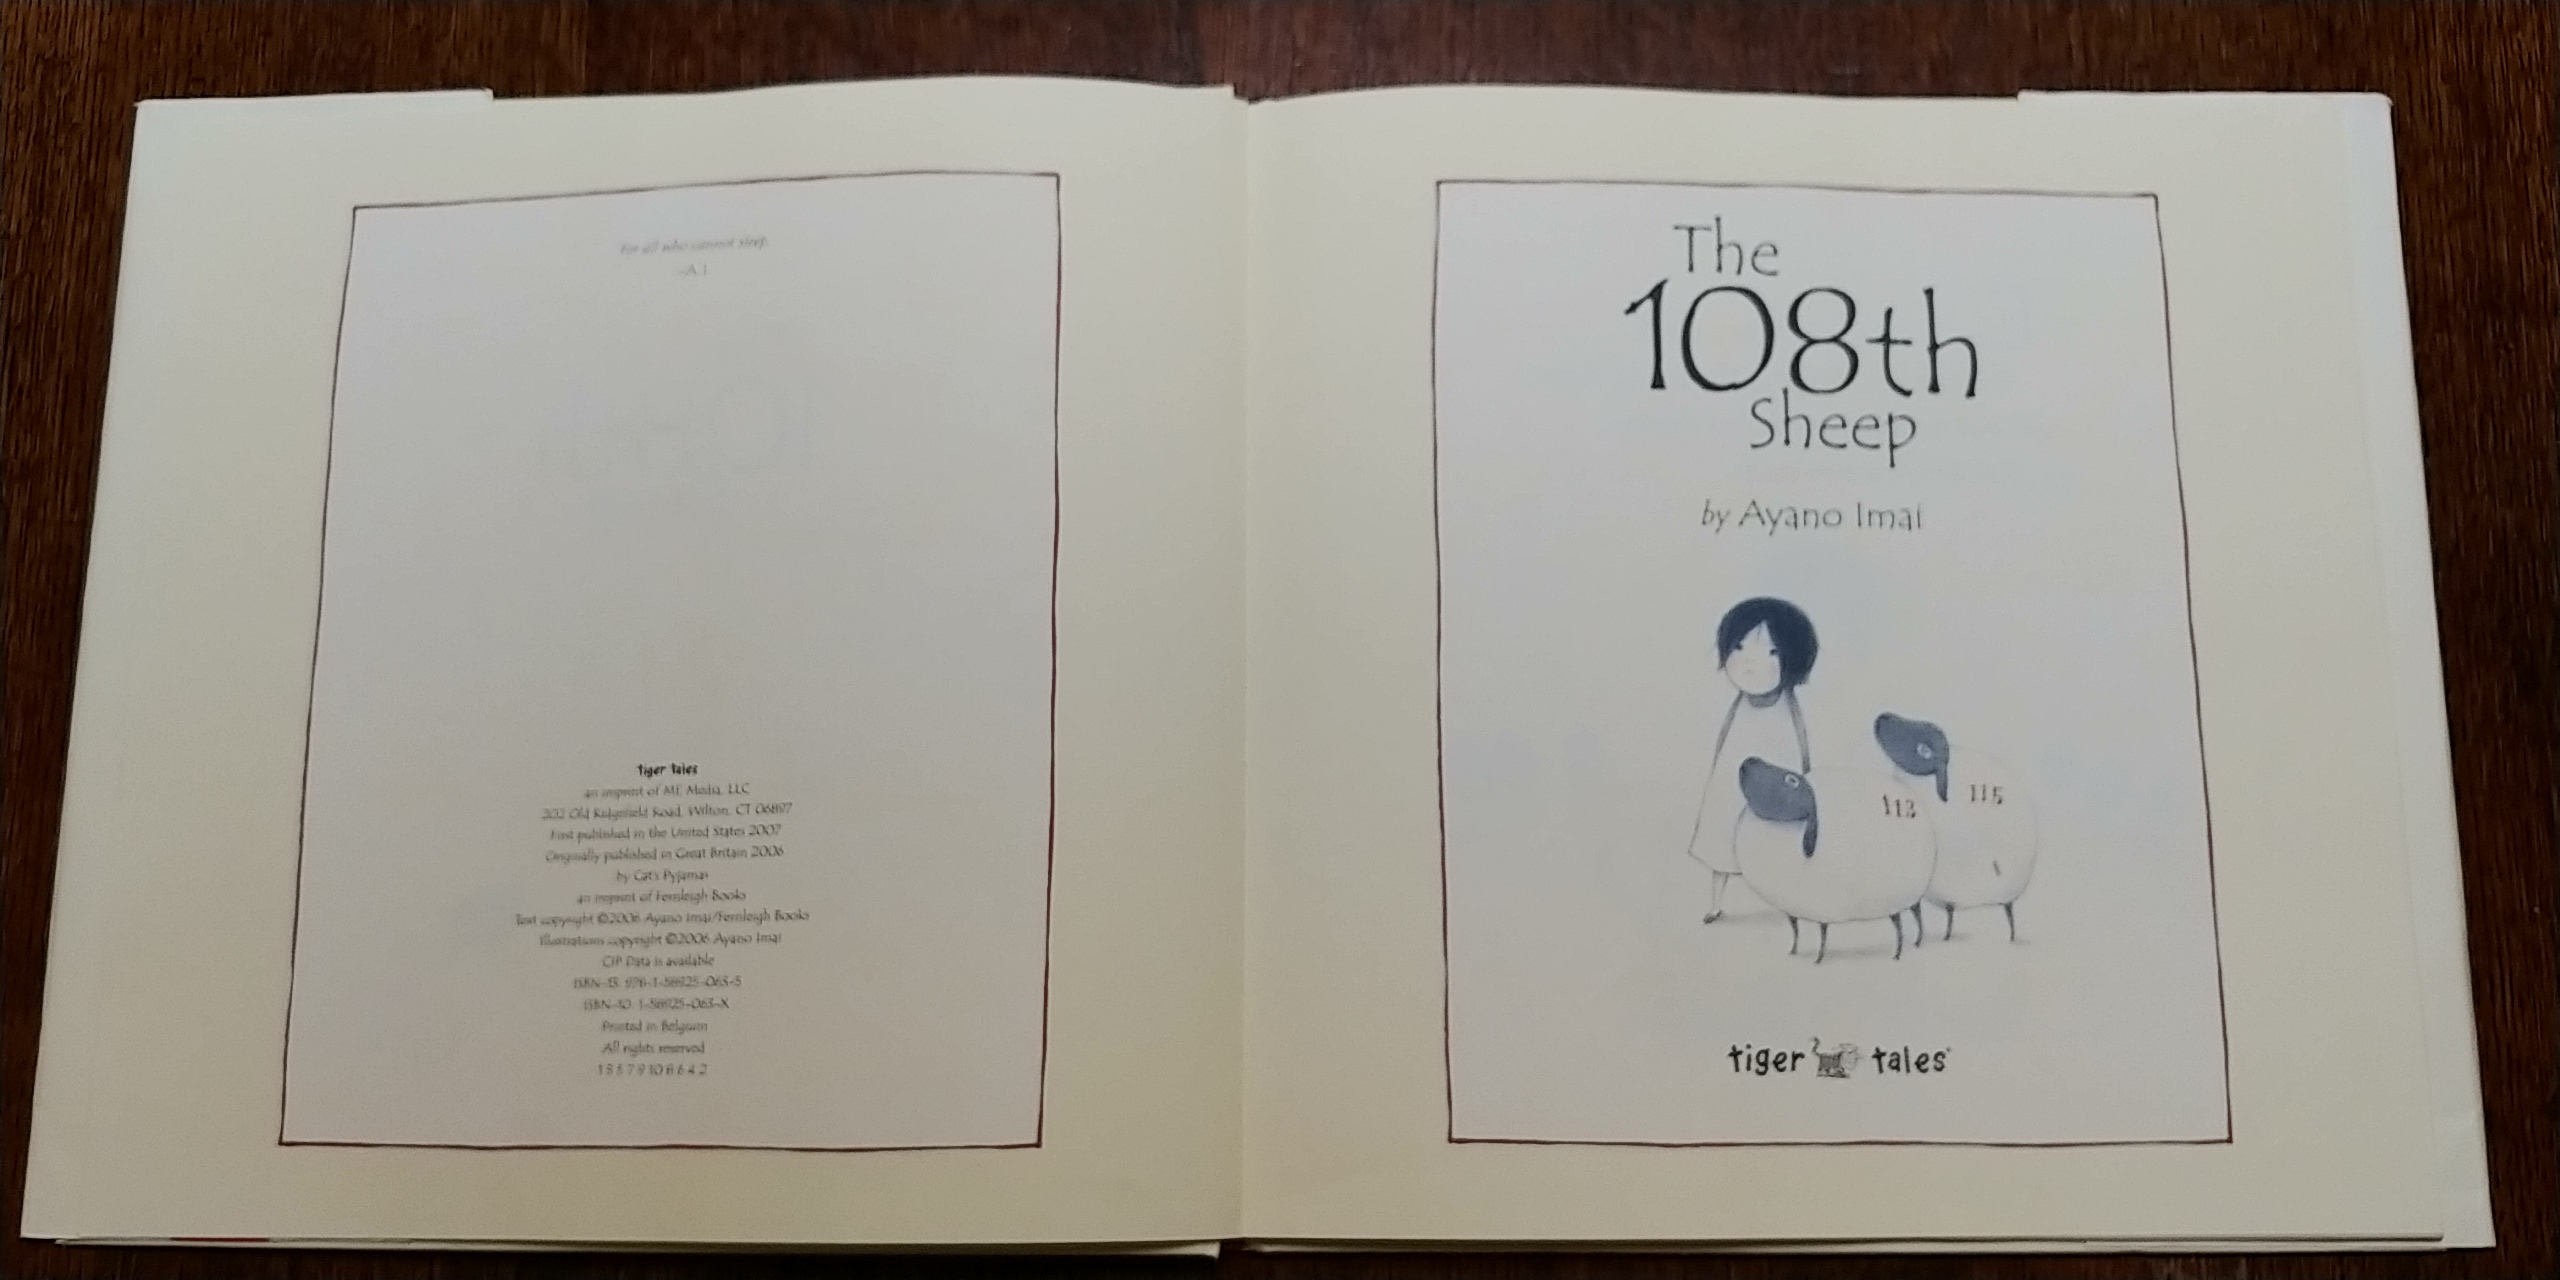 For all who cannot sleep.
-A.I.
tiger tales
an imprint of ME Media, LLC
202 Old Ridgefield Road, Wilton, CT 06897
First published in the United States 2007
Originally published in Great Britain 2006
by Cat's Pyjamas
an imprint of Fernleigh Books
Text copyright ©2006 Ayano Imai/Fernleigh Books
Illustrations copyright ©2006 Ayano Imai
CIP Data is available
ISBN-13: 978-1-58925-063-5
ISBN-10: 1-58925-063-X
Printed in Belgium
All rights reserved
1 3 5 7 9 10 8 6 4 2
The
108th
Sheep
by Ayano Imai
113
115
tiger tales